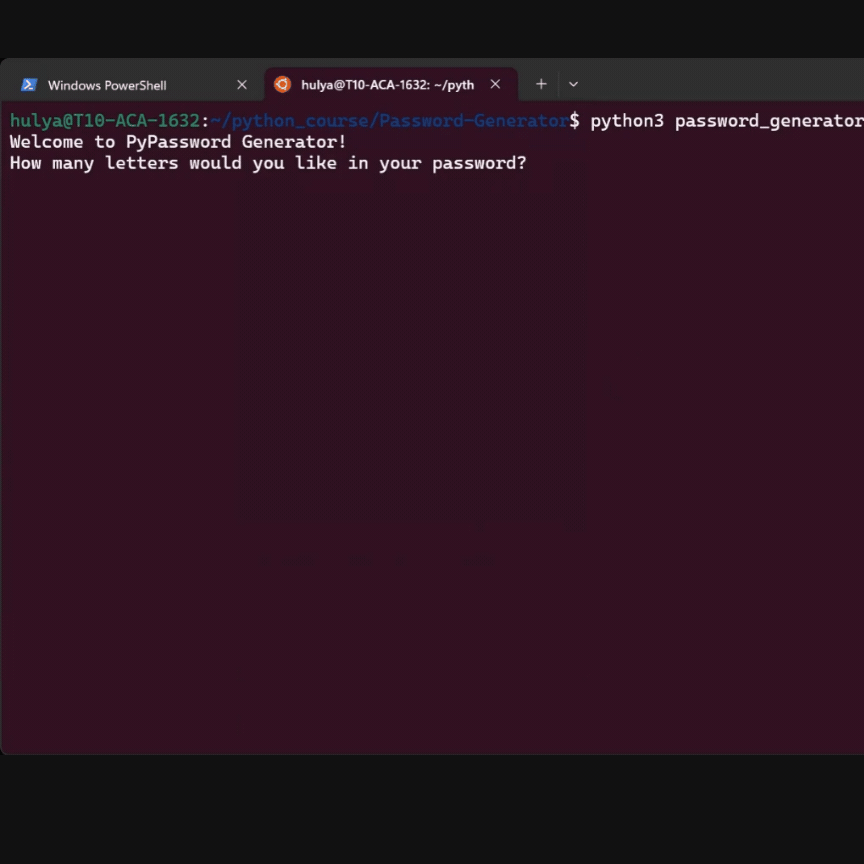 Windows PowerShell
hulya@T10-ACA-1632: ~/pyth
hulya@T10-ACA-1632:~/python_course/Password-Generator$ python3 password_generator
Welcome to PyPassword Generator!
How many letters would you like in your password?